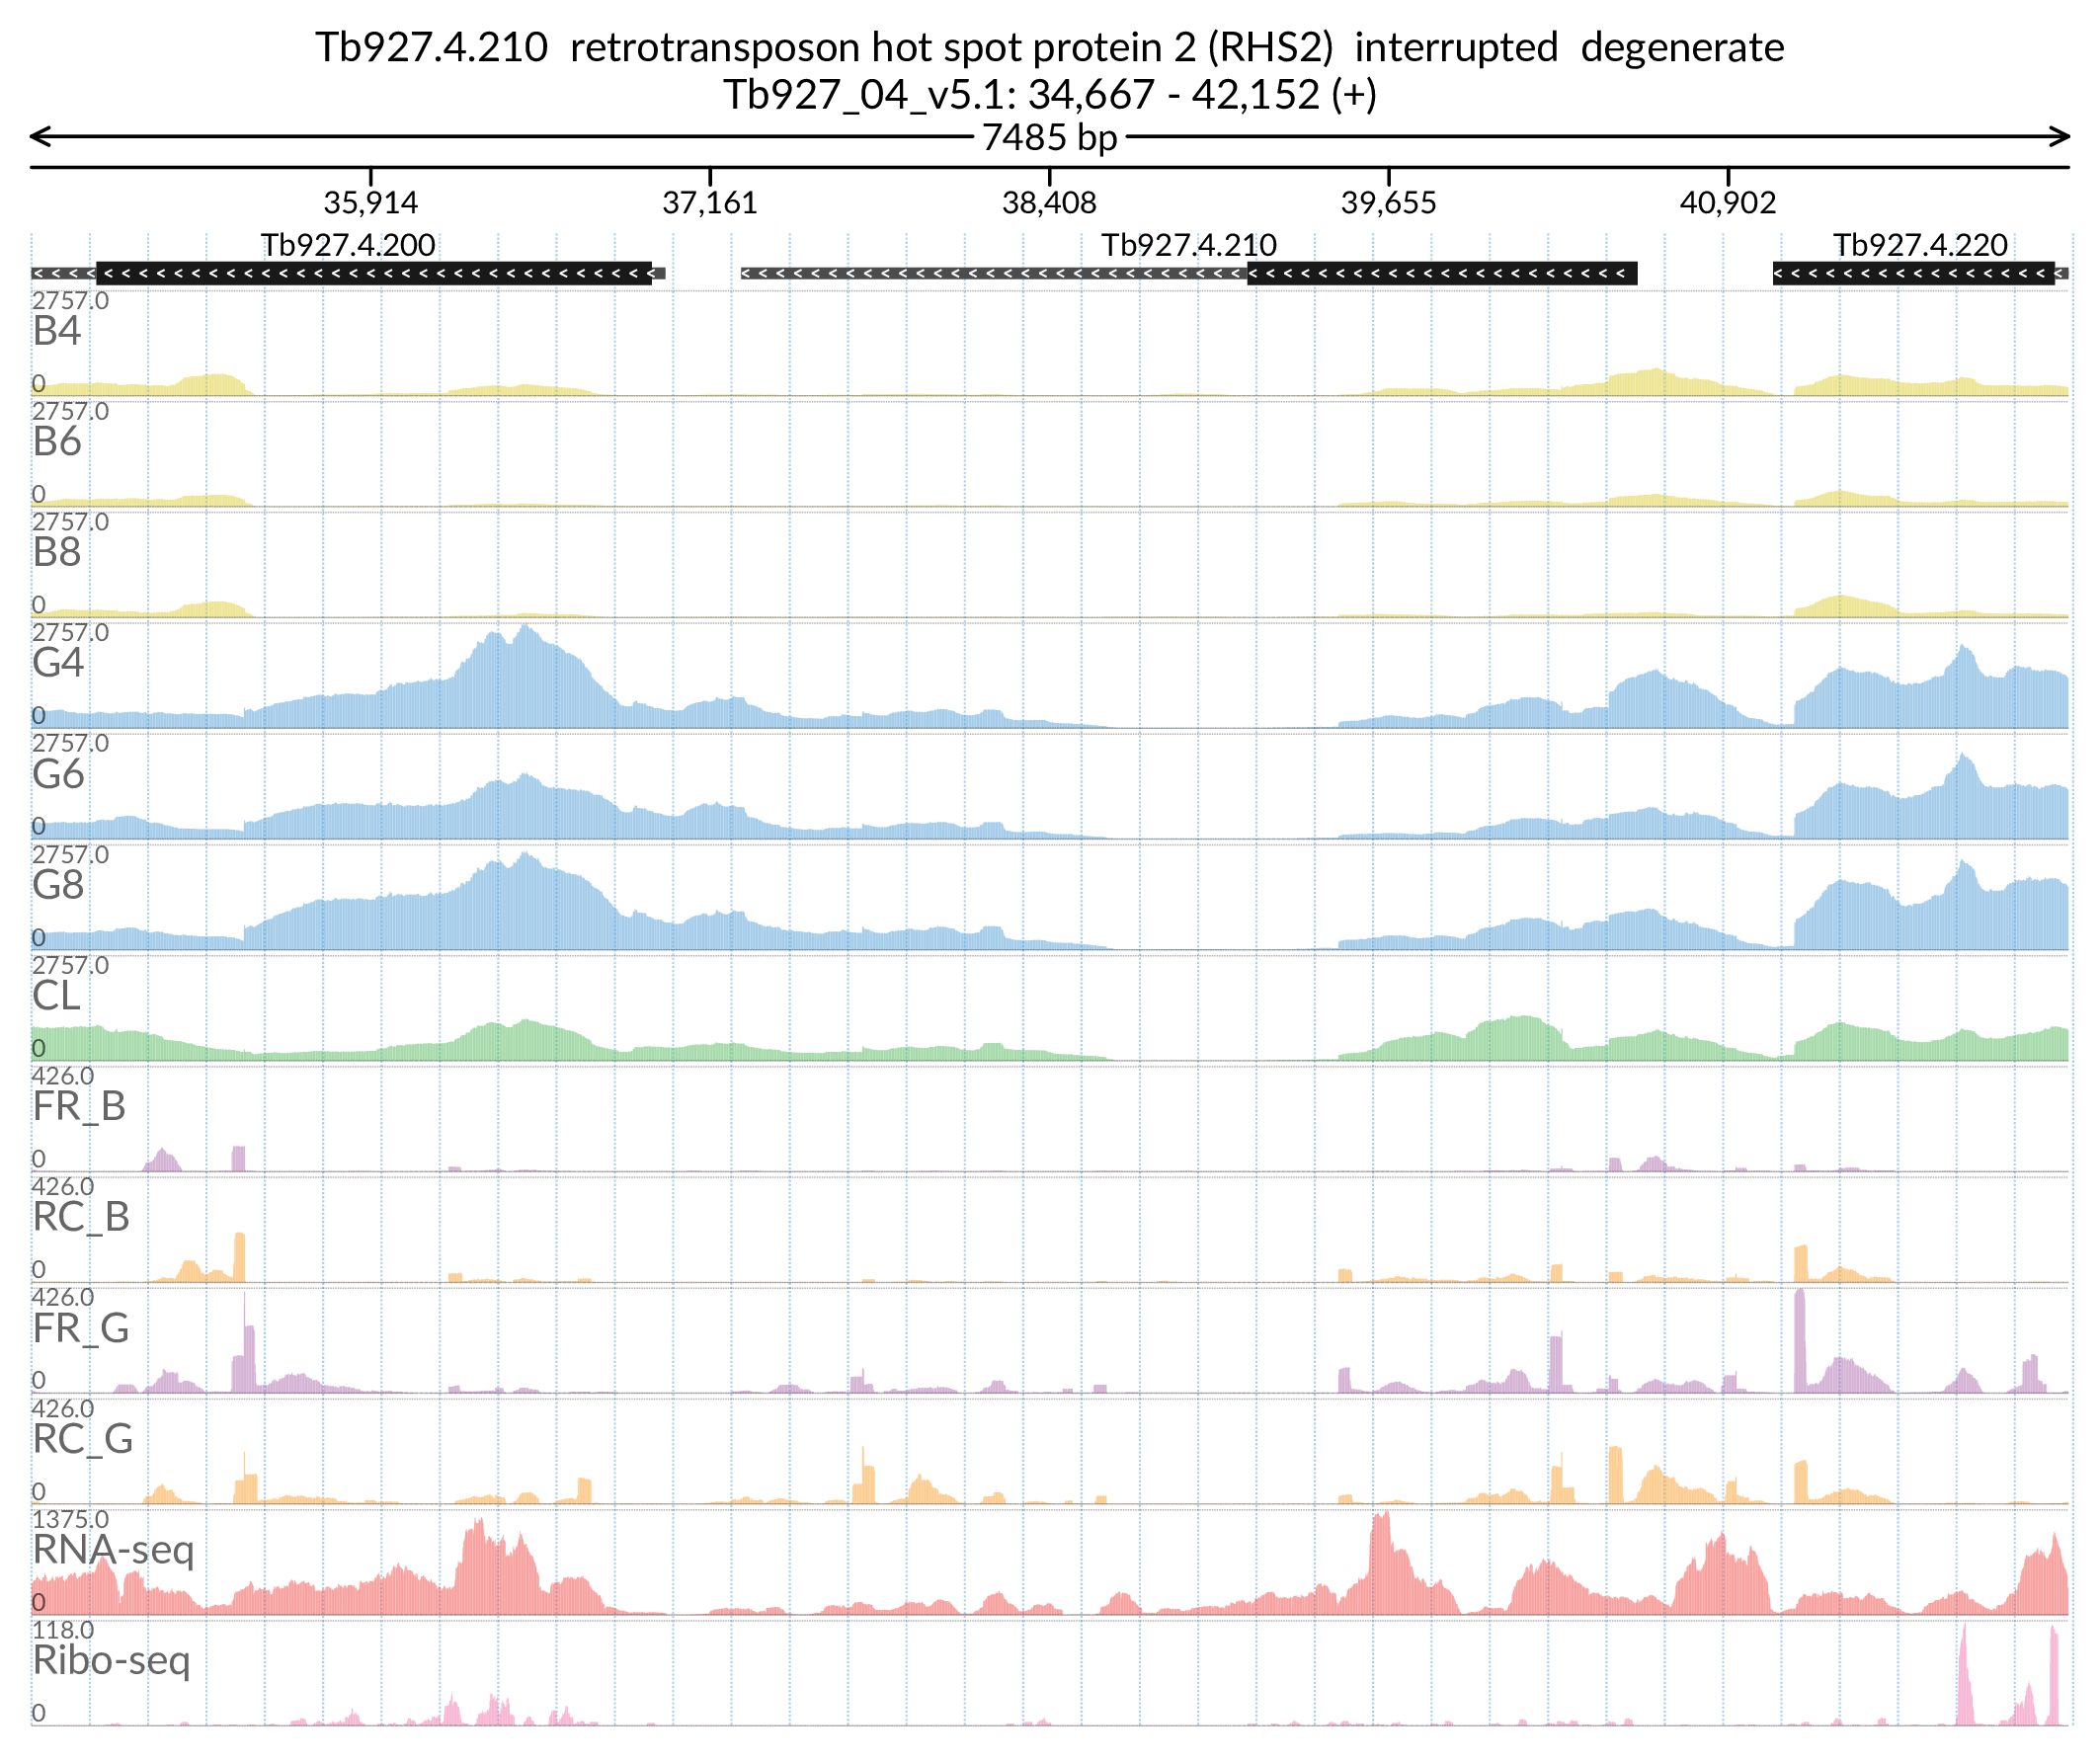 Tb927.4.210 retrotransposon hot spot protein 2 (RHS2) interrupted degenerate
Tb927_04_v5.1: 34,667 - 42,152 (+)
7485 bp
35,914 37,161 38,408 39,655 40,902
Tb927.4.200 Tb927.4.210 Tb927.4.220
2757.0
B4
0
2757.0
B6
0
2757.0
B8
0
2757.0
G4
0
2757.0
G6
0
2757.0
G8
0
2757.0
CL
0
426.0
FR_B
0
426.0
RC_B
0
426.0
FR_G
0
426.0
RC_G
0
1375.0
RNA-seq
0
118.0
Ribo-seq
0